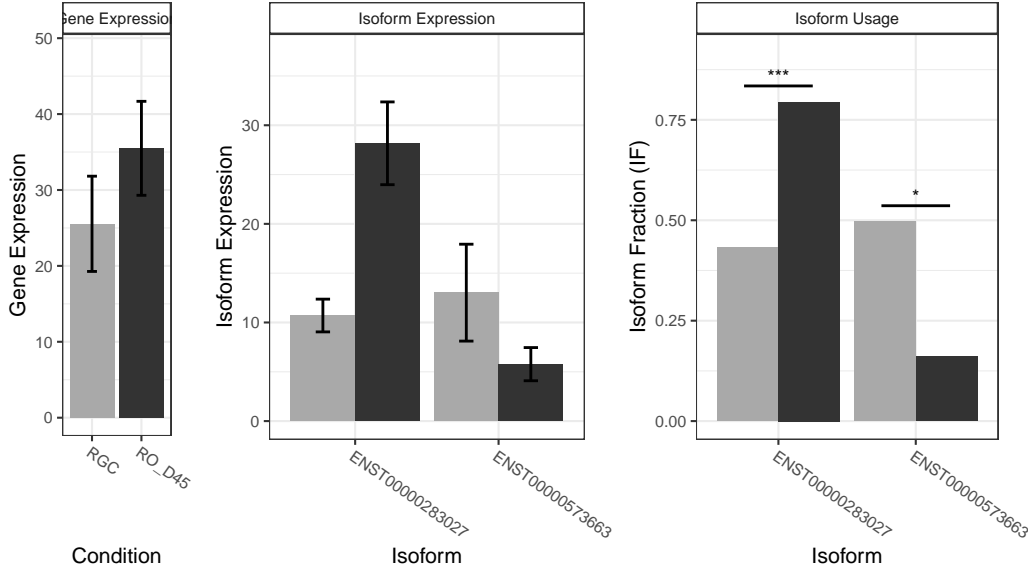 Gene Expression
50
40
30
20
10
0
Gene Expression
RGC
RO_D45
Condition
Isoform Expression
30
20
10
0
Isoform Expression
ENST00000283027
ENST00000573663
Isoform
Isoform Usage
***
*
0.75
0.50
0.25
0.00
Isoform Fraction (IF)
ENST00000283027
ENST00000573663
Isoform